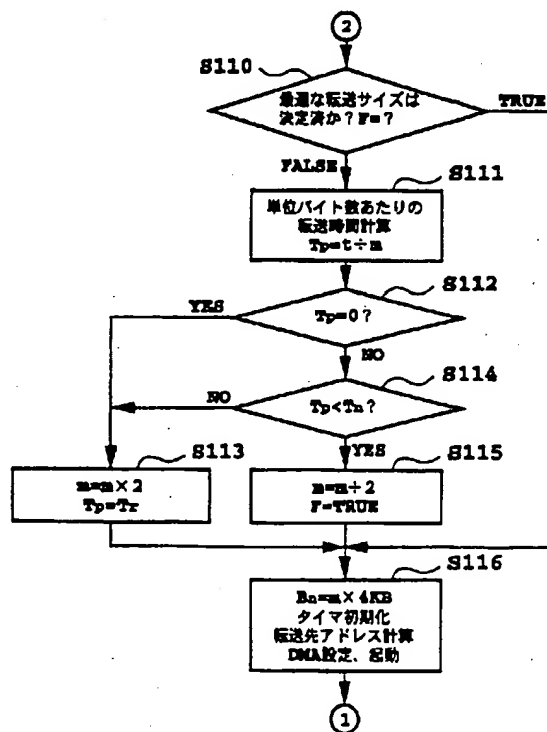 2
S110
最適な転送サイズは
決定済か?F=?
TRUE
FALSE
S111
単位バイト数あたりの
転送時間計算
Tp=t÷m
S112
YES
Tp=0?
NO
S114
NO
Tp<Tn?
S113
YES
S115
m=m×2
Tp=Tr
m=m÷2
F=TRUE
S116
Bn=m×4KB
タイマ初期化
転送先アドレス計算
DMA設定、起動
1